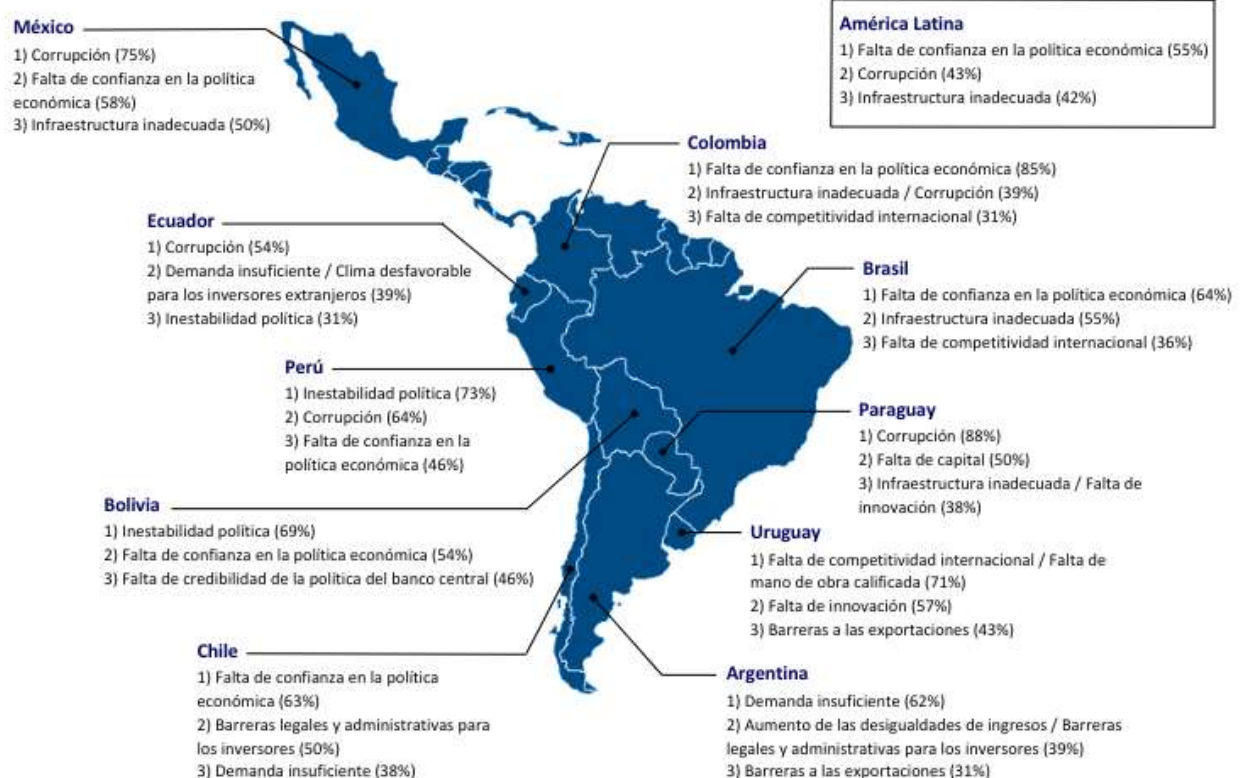 México
1) Corrupción (75%)
2) Falta de confianza en la política
económica (58%)
3) Infraestructura inadecuada (50%)
América Latina
1) Falta de confianza en la política económica (55%)
2) Corrupción (43%)
3) Infraestructura inadecuada (42%)
Colombia
1) Falta de confianza en la política económica (85%)
2) Infraestructura inadecuada / Corrupción (39%)
3) Falta de competitividad internacional (31%)
Ecuador
1) Corrupción (54%)
2) Demanda insuficiente / Clima desfavorable
para los inversores extranjeros (39%)
3) Inestabilidad política (31%)
Brasil
1) Falta de confianza en la política económica (64%)
2) Infraestructura inadecuada (55%)
3) Falta de competitividad internacional (36%)
Perú
1) Inestabilidad política (73%)
2) Corrupción (64%)
3) Falta de confianza en la
política económica (46%)
Paraguay
1) Corrupción (88%)
2) Falta de capital (50%)
3) Infraestructura inadecuada / Falta de
innovación (38%)
Bolivia
1) Inestabilidad política (69%)
2) Falta de confianza en la política económica (54%)
3) Falta de credibilidad de la política del banco central (46%)
Uruguay
1) Falta de competitividad internacional / Falta de
mano de obra calificada (71%)
2) Falta de innovación (57%)
3) Barreras a las exportaciones (43%)
Chile
1) Falta de confianza en la política
económica (63%)
2) Barreras legales y administrativas para
los inversores (50%)
3) Demanda insuficiente (38%)
Argentina
1) Demanda insuficiente (62%)
2) Aumento de las desigualdades de ingresos / Barreras
legales y administrativas para los inversores (39%)
3) Barreras a las exportaciones (31%)